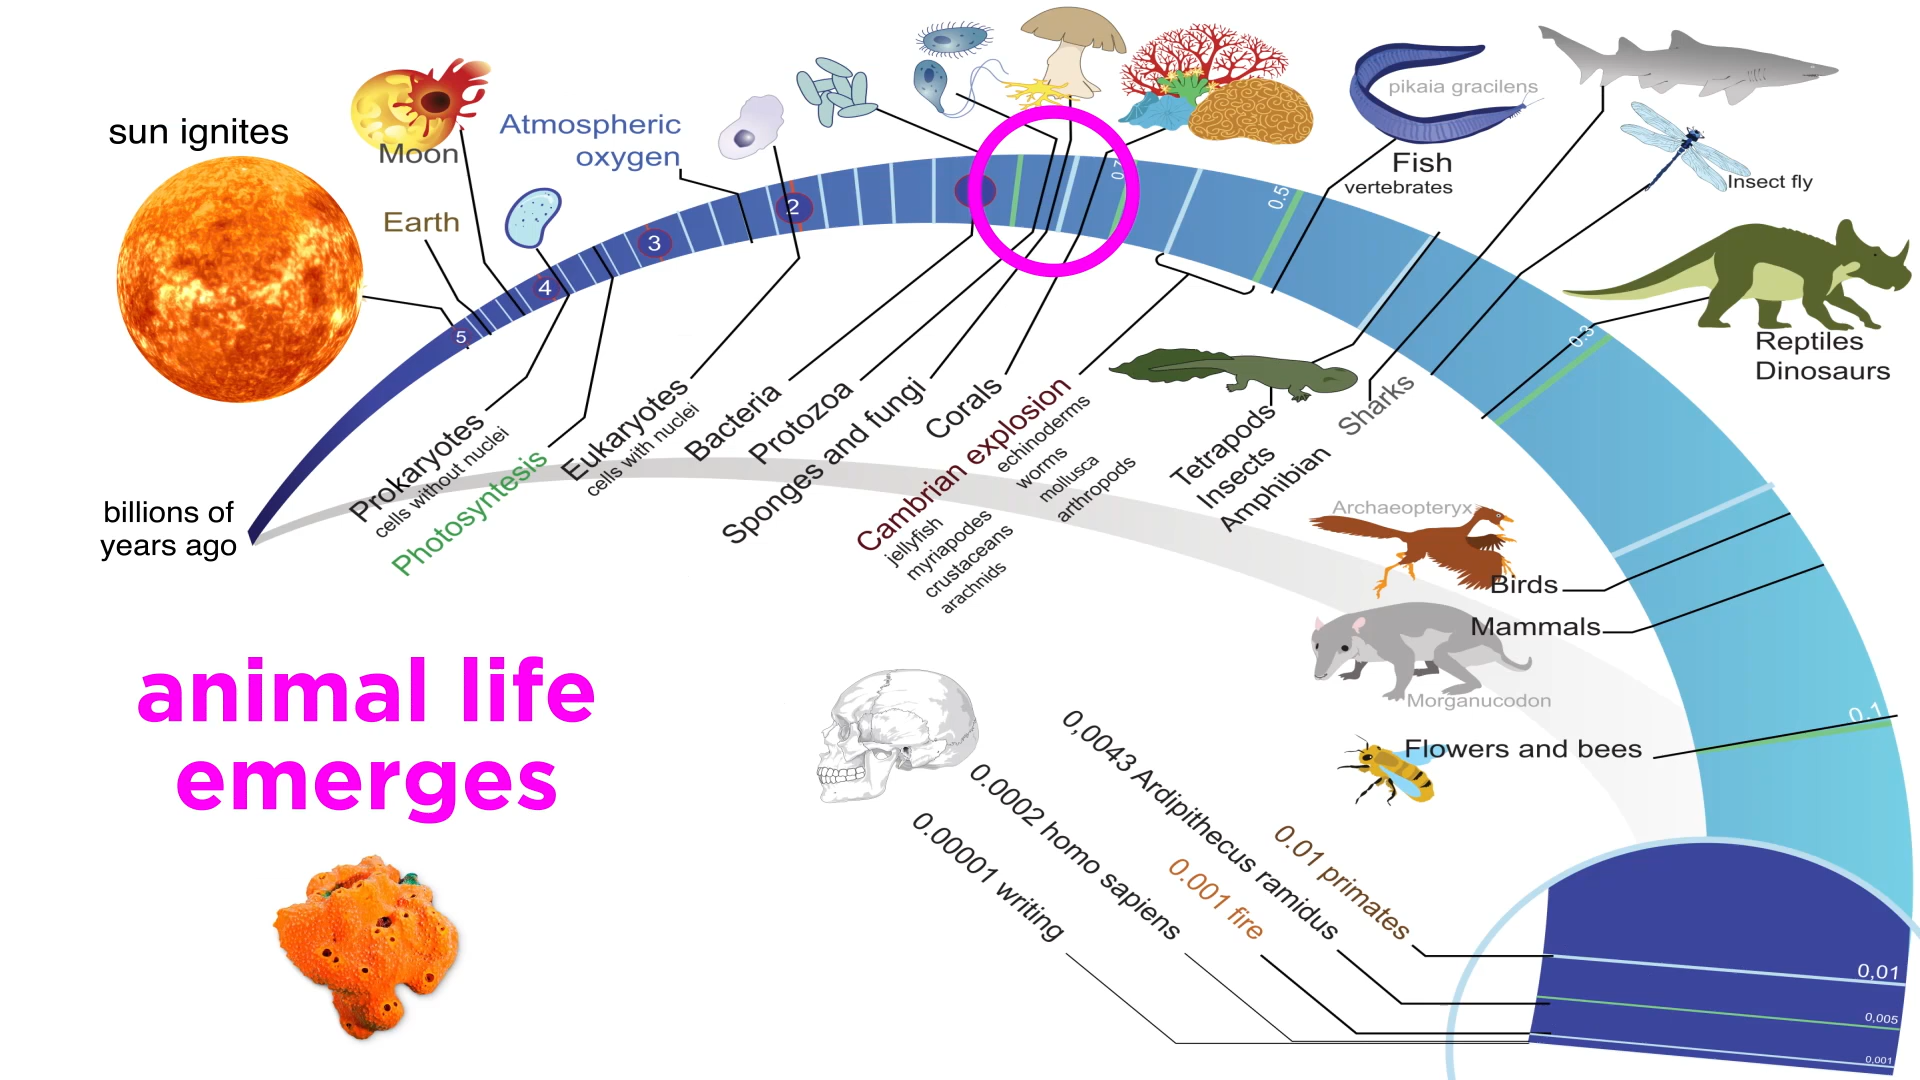 sun ignites
Moon
Atmospheric
oxygen
Earth
pikaia gracilens
Fish
vertebrates
Insect fly
Reptiles
Dinosaurs
5
4
3
2
0.5
0.3
0.1
billions of
years ago
Prokaryotes
cells without nuclei
Photosyntesis
Eukaryotes
cells with nuclei
Bacteria
Protozoa
Sponges and fungi
Corals
Cambrian explosion
echinoderms
worms
mollusca
arthropods
jellyfish
myriapodes
crustaceans
arachnids
Tetrapods
Insects
Amphibian
Sharks
Archaeopteryx
Birds
Mammals
Morganucodon
Flowers and bees
animal life
emerges
0.01 primates
0,0043 Ardipithecus ramidus
0.001 fire
0.0002 homo sapiens
0.00001 writing
0,01
0,005
0,001